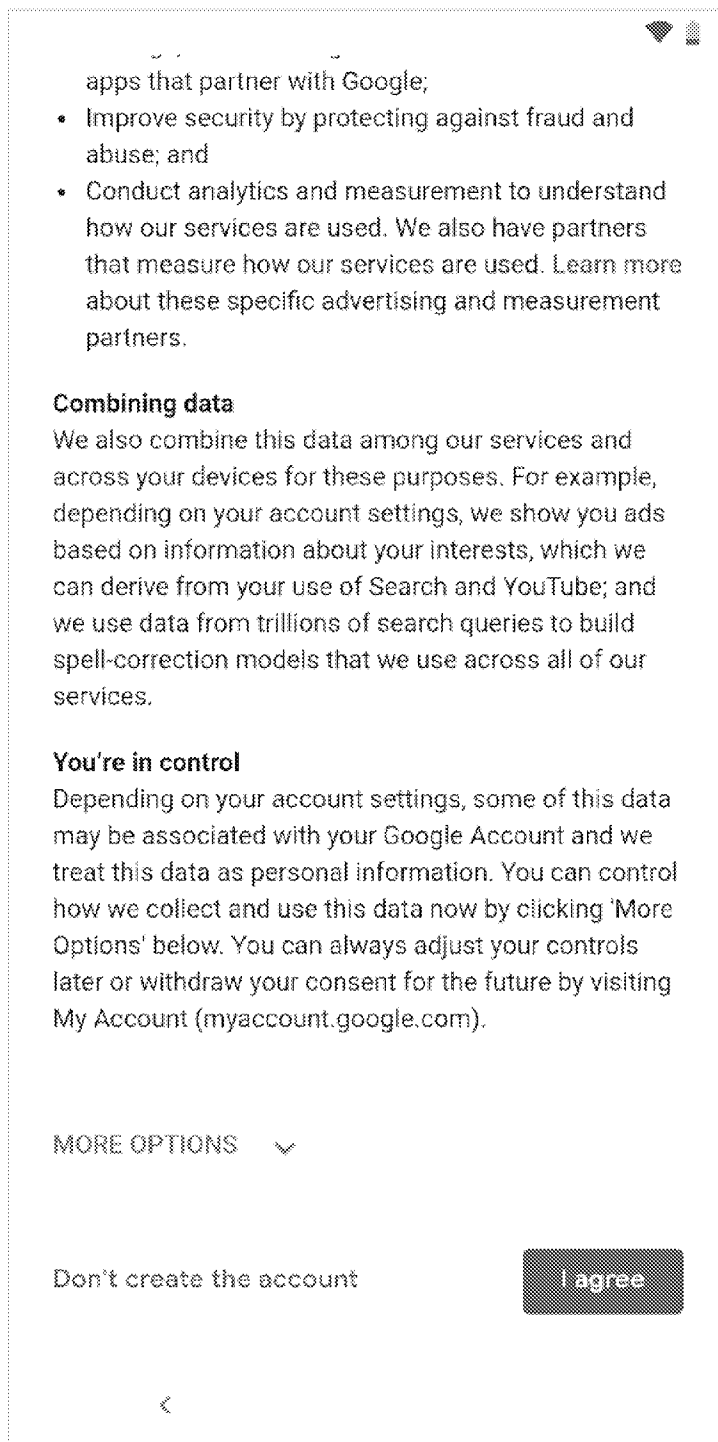 apps that partner with Google;
• Improve security by protecting against fraud and
abuse; and
• Conduct analytics and measurement to understand
how our services are used. We also have partners
that measure how our services are used. Learn more
about these specific advertising and measurement
partners.
Combining data
We also combine this data among our services and
across your devices for these purposes. For example,
depending on your account settings, we show you ads
based on information about your interests, which we
can derive from your use of Search and YouTube; and
we use data from trillions of search queries to build
spell-correction models that we use across all of our
services.
You're in control
Depending on your account settings, some of this data
may be associated with your Google Account and we
treat this data as personal information. You can control
how we collect and use this data now by clicking 'More
Options' below. You can always adjust your controls
later or withdraw your consent for the future by visiting
My Account (myaccount.google.com).
MORE OPTIONS
Don't create the account
I agree